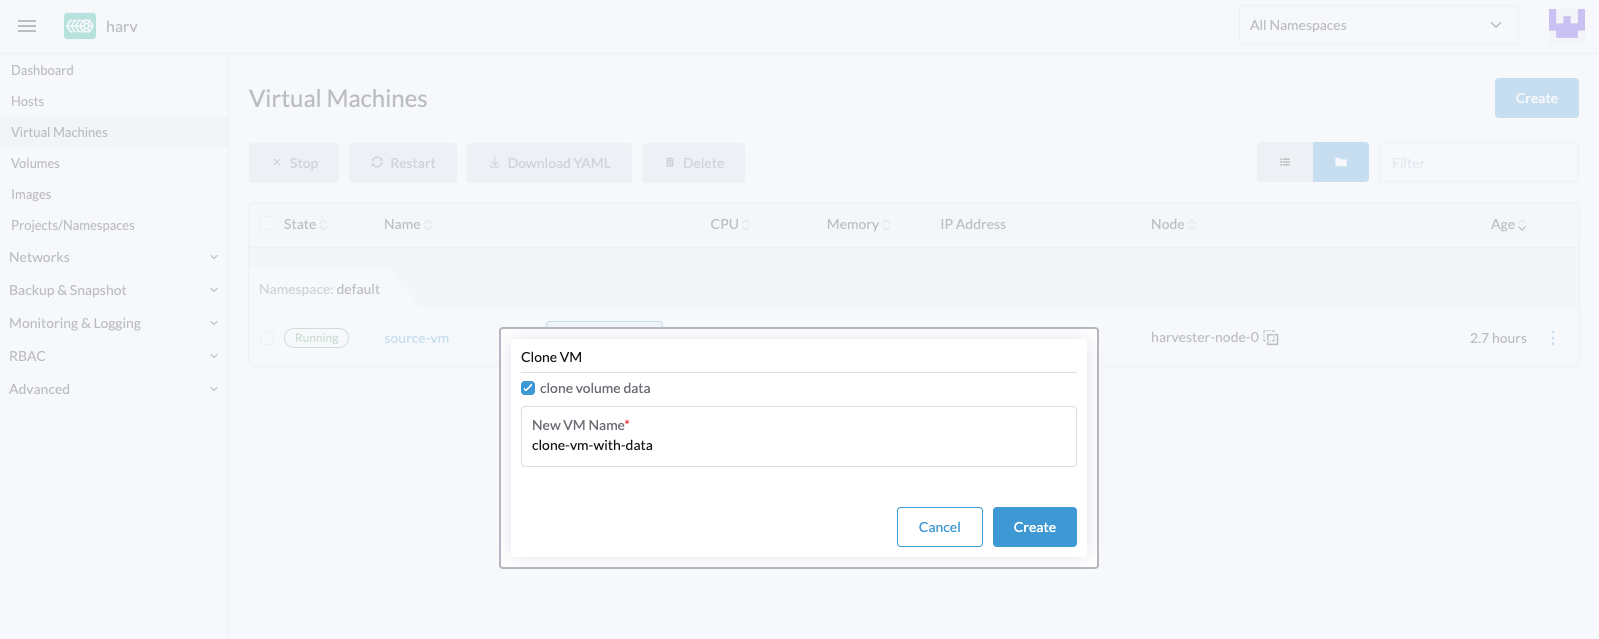 harv
All Namespaces
Dashboard
Hosts
Virtual Machines
Volumes
Images
Projects/Namespaces
Networks
Backup & Snapshot
Monitoring & Logging
RBAC
Advanced
Virtual Machines
Create
Stop Restart Download YAML Delete
Filter
State Name CPU Memory IP Address Node Age
Namespace: default
Running source-vm harvester-node-0 2.7 hours
Clone VM
clone volume data
New VM Name*
clone-vm-with-data
Cancel Create